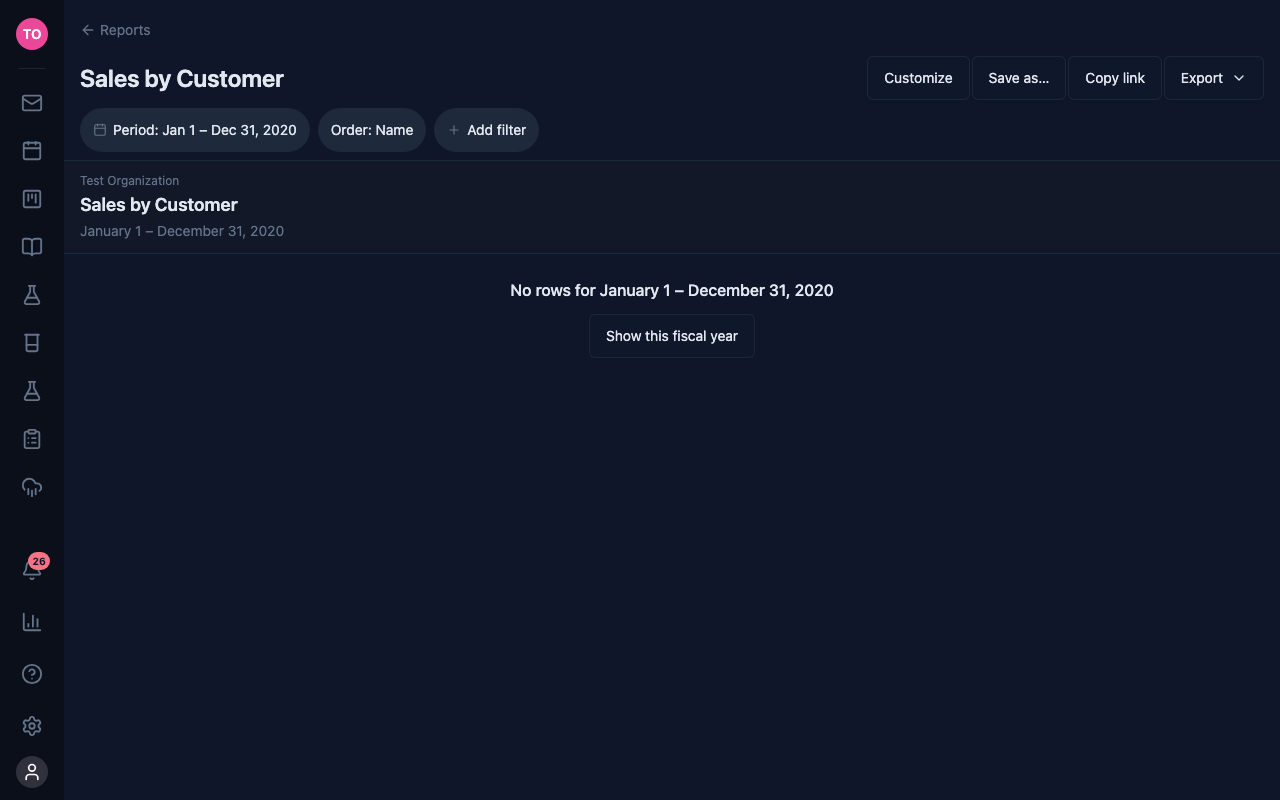 TO
Reports
Sales by Customer
Customize
Save as...
Copy link
Export
Period: Jan 1 – Dec 31, 2020
Order: Name
Add filter
Test Organization
Sales by Customer
January 1 – December 31, 2020
No rows for January 1 – December 31, 2020
Show this fiscal year
26